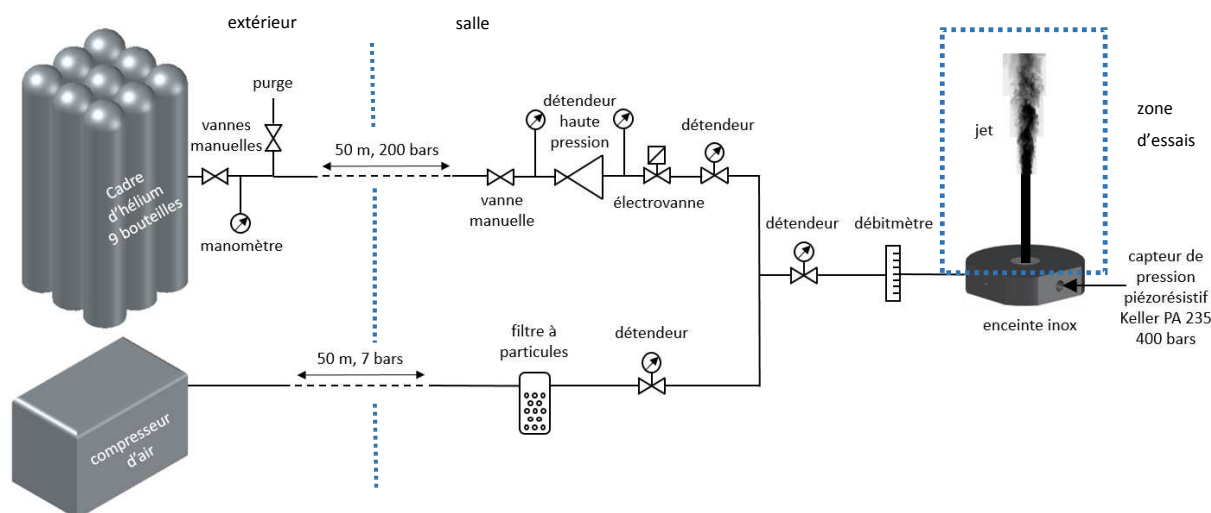 extérieur
salle
purge
vannes
manuelles
50 m, 200 bars
détendeur
haute
pression
détendeur
jet
zone
d'essais
Cadre
d'hélium
9 bouteilles
manomètre
vanne
manuelle
électrovanne
détendeur
débitmètre
capteur de
pression
piézorésistif
Keller PA 235
400 bars
enceinte inox
50 m, 7 bars
filtre à
particules
détendeur
compresseur
d'air